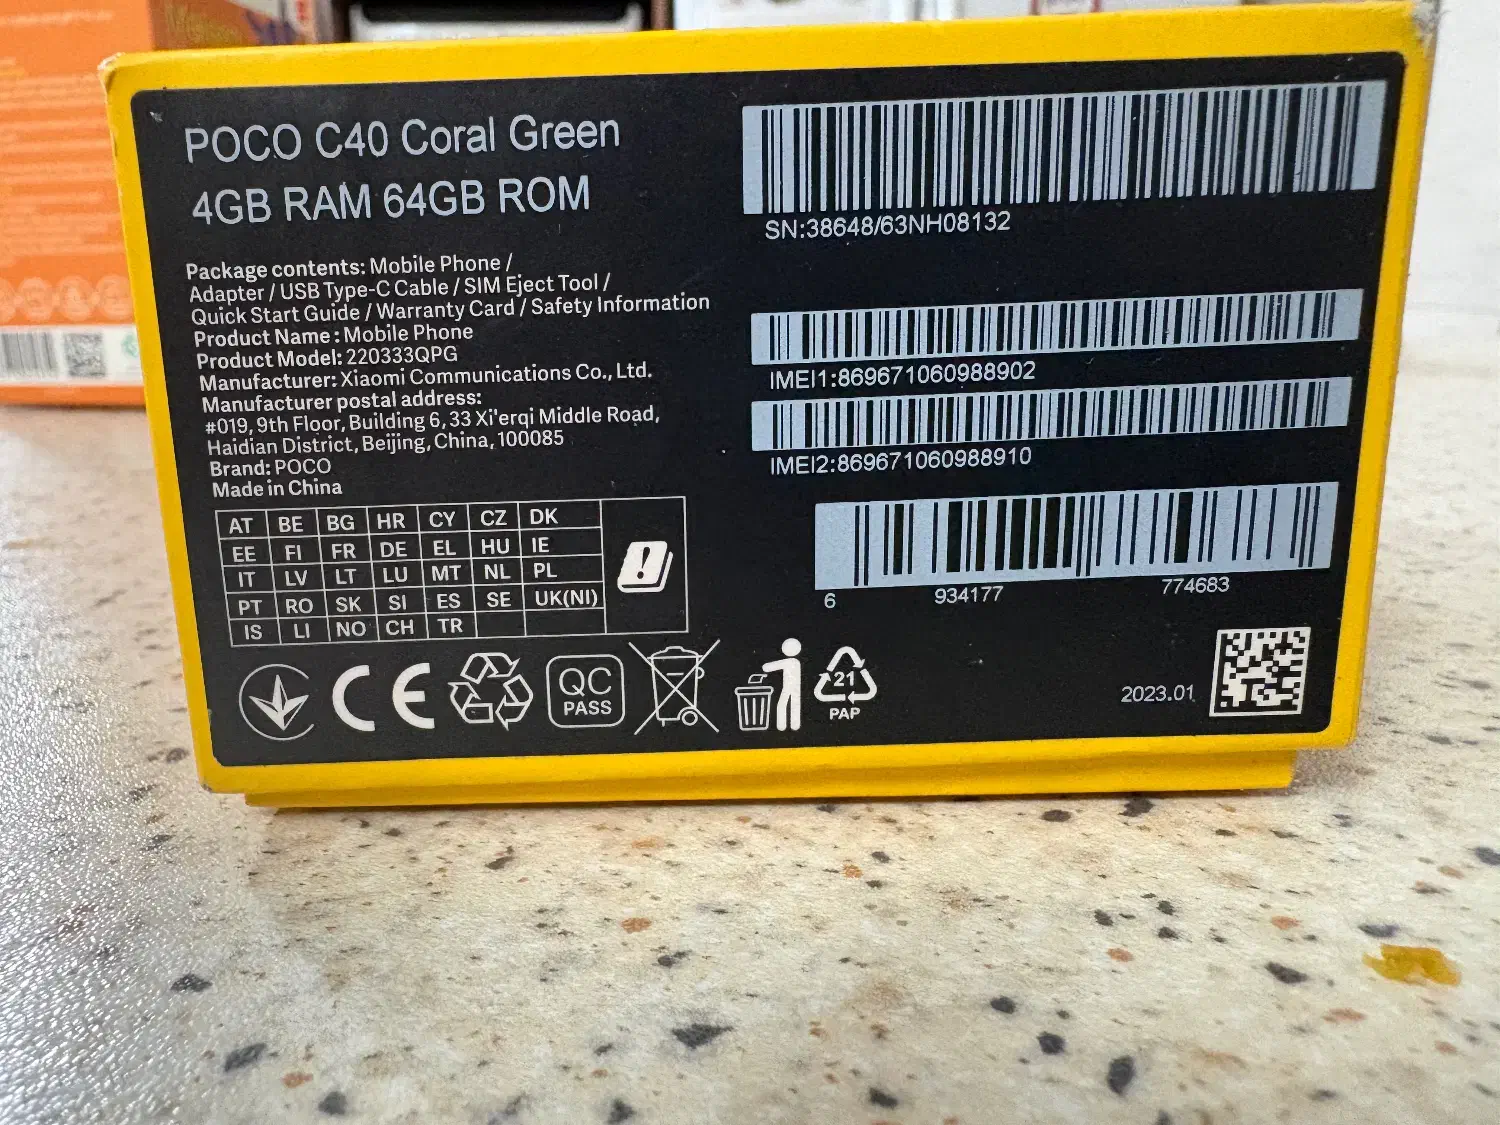 POCO C40 Coral Green
4GB RAM 64GB ROM
Package contents: Mobile Phone /
Adapter / USB Type-C Cable / SIM Eject Tool /
Quick Start Guide / Warranty Card / Safety Information
Product Name : Mobile Phone
Product Model: 220333QPG
Manufacturer: Xiaomi Communications Co., Ltd.
Manufacturer postal address:
#019, 9th Floor, Building 6, 33 Xi'erqi Middle Road,
Haidian District, Beijing, China, 100085
Brand: POCO
Made in China
AT BE BG HR CY CZ DK
EE FI FR DE EL HU IE
IT LV LT LU MT NL PL
PT RO SK SI ES SE UK(NI)
IS LI NO CH TR
CE
QC
PASS
21
PAP
SN:38648/63NH08132
IMEI1:869671060988902
IMEI2:869671060988910
6 934177 774683
2023.01